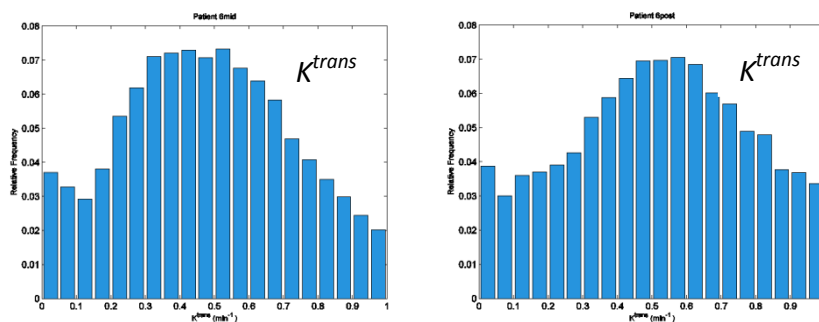 Patient 6mid
0.08
0.07
0.06
0.05
0.04
0.03
0.02
0.01
0
Relative Frequency
K^trans
0 0.1 0.2 0.3 0.4 0.5 0.6 0.7 0.8 0.9 1
K^trans (min^-1)
Patient 6post
0.08
0.07
0.06
0.05
0.04
0.03
0.02
0.01
0
Relative Frequency
K^trans
0 0.1 0.2 0.3 0.4 0.5 0.6 0.7 0.8 0.9
K^trans (min^-1)